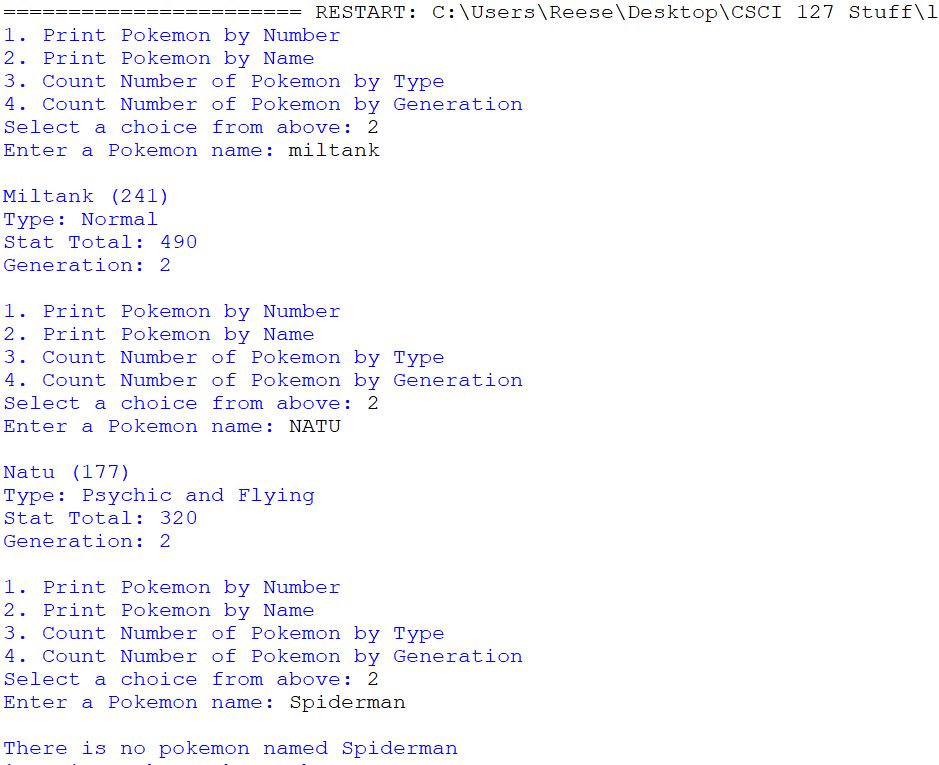 ======================= RESTART: C:\Users\Reese\Desktop\CSCI 127 Stuff\l
1. Print Pokemon by Number
2. Print Pokemon by Name
3. Count Number of Pokemon by Type
4. Count Number of Pokemon by Generation
Select a choice from above: 2
Enter a Pokemon name: miltank

Miltank (241)
Type: Normal
Stat Total: 490
Generation: 2

1. Print Pokemon by Number
2. Print Pokemon by Name
3. Count Number of Pokemon by Type
4. Count Number of Pokemon by Generation
Select a choice from above: 2
Enter a Pokemon name: NATU

Natu (177)
Type: Psychic and Flying
Stat Total: 320
Generation: 2

1. Print Pokemon by Number
2. Print Pokemon by Name
3. Count Number of Pokemon by Type
4. Count Number of Pokemon by Generation
Select a choice from above: 2
Enter a Pokemon name: Spiderman

There is no pokemon named Spiderman